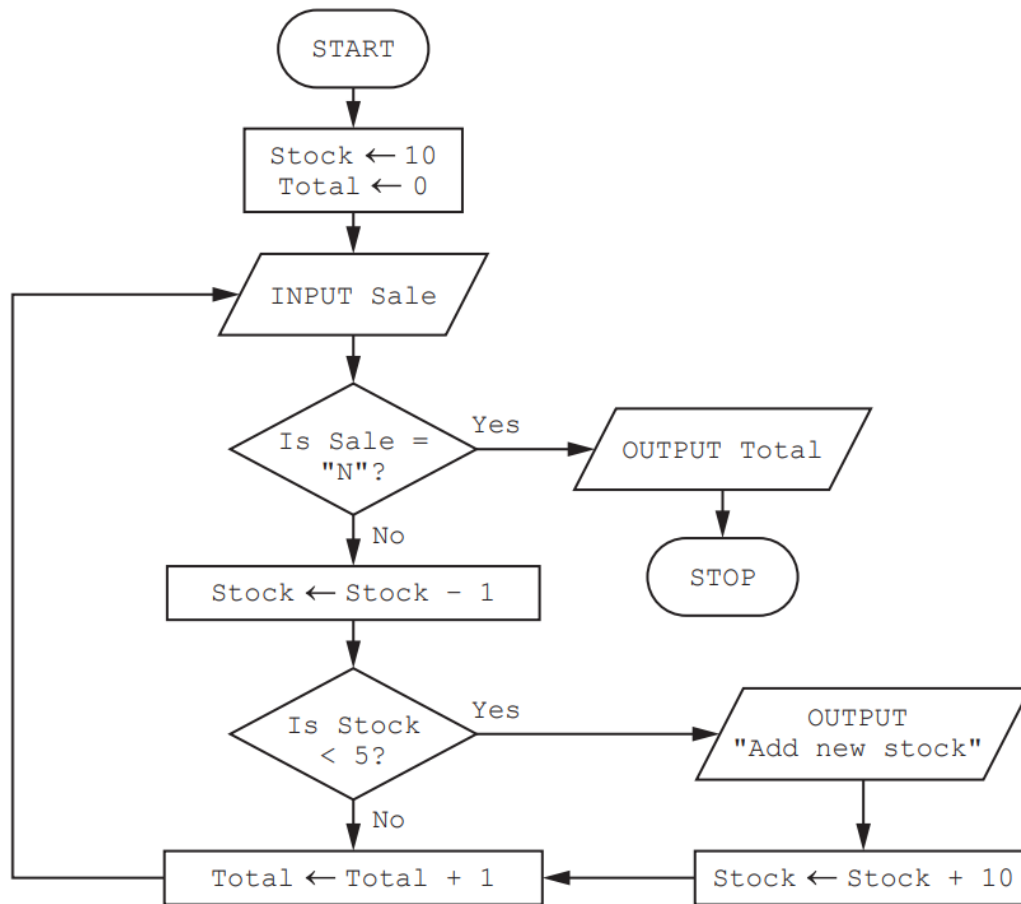 START
Stock ← 10
Total ← 0
INPUT Sale
Is Sale =
"N"?
Yes
OUTPUT Total
STOP
No
Stock ← Stock - 1
Is Stock
< 5?
Yes
OUTPUT
"Add new stock"
No
Total ← Total + 1
Stock ← Stock + 10